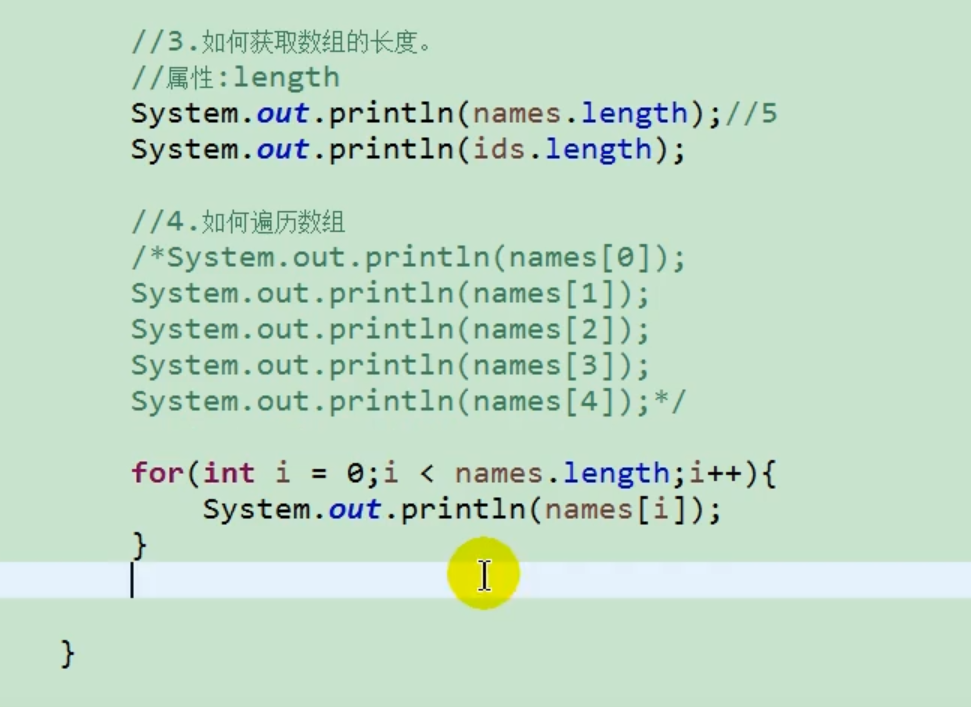 //3.如何获取数组的长度。
//属性:length
System.out.println(names.length);//5
System.out.println(ids.length);
//4.如何遍历数组
/*System.out.println(names[0]);
System.out.println(names[1]);
System.out.println(names[2]);
System.out.println(names[3]);
System.out.println(names[4]);*/
for(int i = 0;i < names.length;i++){
System.out.println(names[i]);
}
}